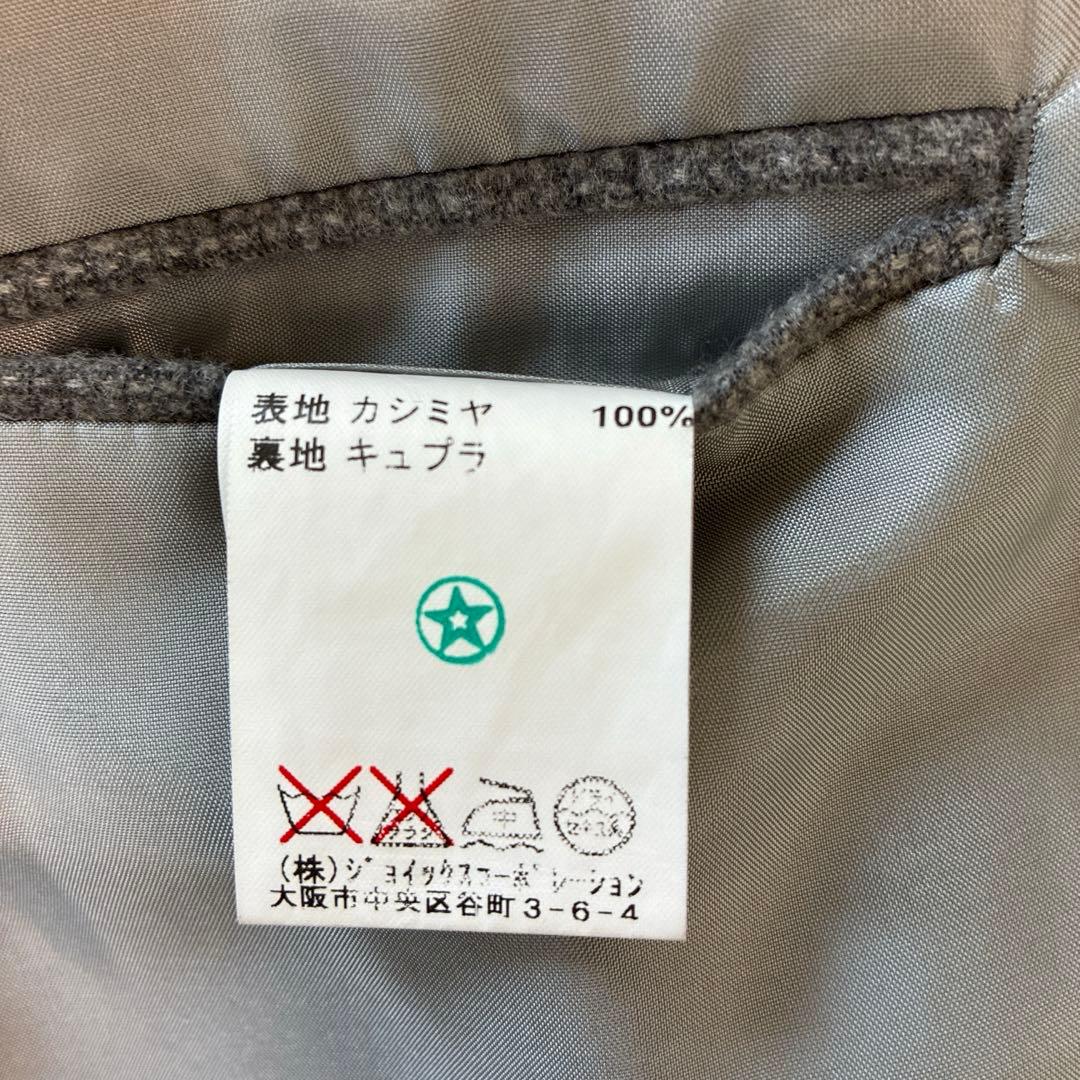 表地 カシミヤ 100%
裏地 キュプラ
中
(株)ジョイックスコーポレーション
大阪市中央区谷町3-6-4